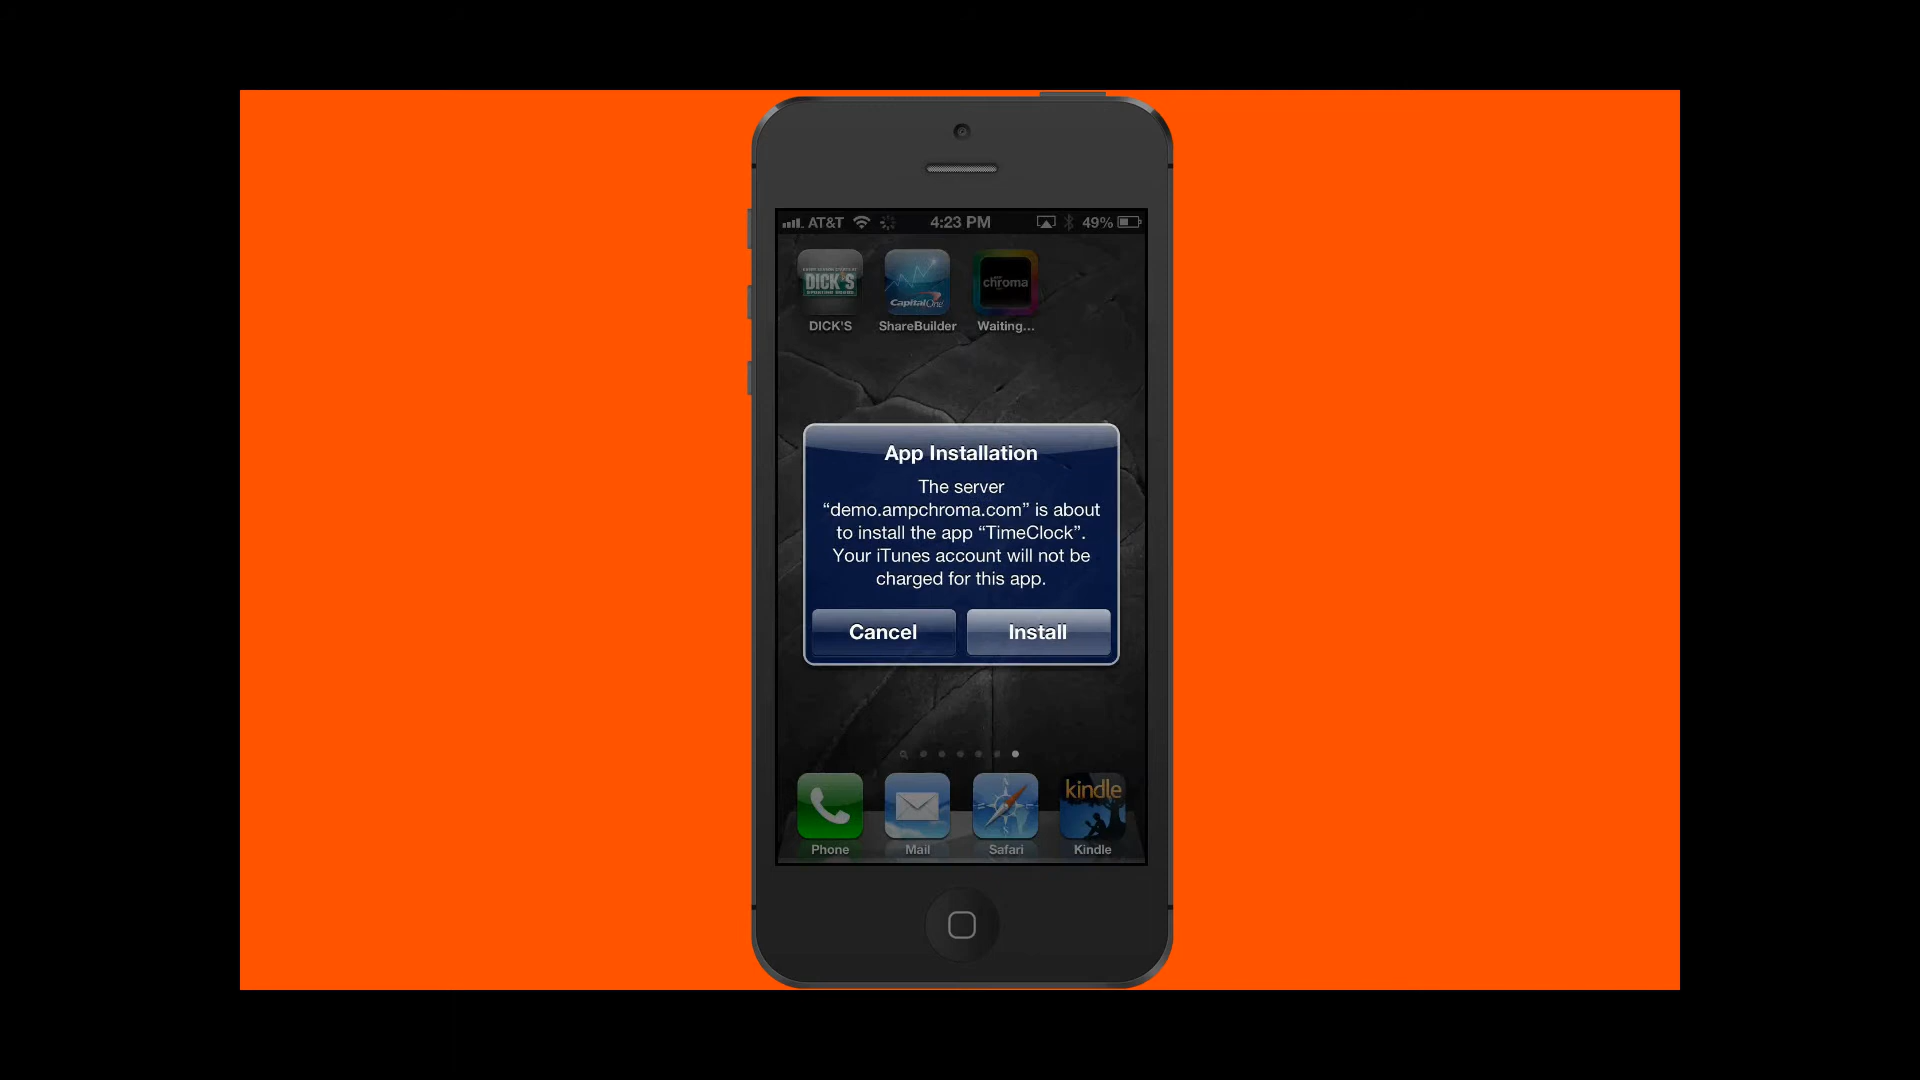 AT&T 4:23 PM 49%
DICK'S
CapitalOne
chroma
DICK'S ShareBuilder Waiting...
App Installation
The server
“demo.ampchroma.com” is about
to install the app “TimeClock”.
Your iTunes account will not be
charged for this app.
Cancel Install
kindle
Phone Mail Safari Kindle